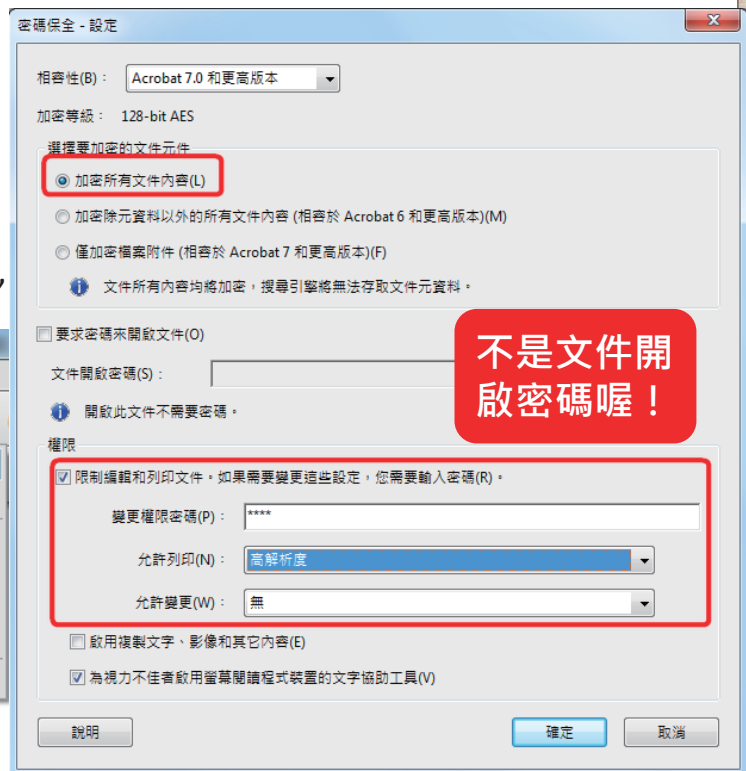 密碼保全 - 設定
相容性(B)： Acrobat 7.0 和更高版本
加密等級： 128-bit AES
選擇要加密的文件元件
加密所有文件內容(L)
加密除元資料以外的所有文件內容 (相容於 Acrobat 6 和更高版本)(M)
僅加密檔案附件 (相容於 Acrobat 7 和更高版本)(F)
文件所有內容均將加密，搜尋引擎將無法存取文件元資料。
要求密碼來開啟文件(O)
不是文件開
啟密碼喔！
文件開啟密碼(S)：
開啟此文件不需要密碼。
權限
限制編輯和列印文件。如果需要變更這些設定，您需要輸入密碼(R)。
變更權限密碼(P)： ****
允許列印(N)： 高解析度
允許變更(W)： 無
啟用複製文字、影像和其它內容(E)
為視力不佳者啟用螢幕閱讀程式裝置的文字協助工具(V)
說明 確定 取消